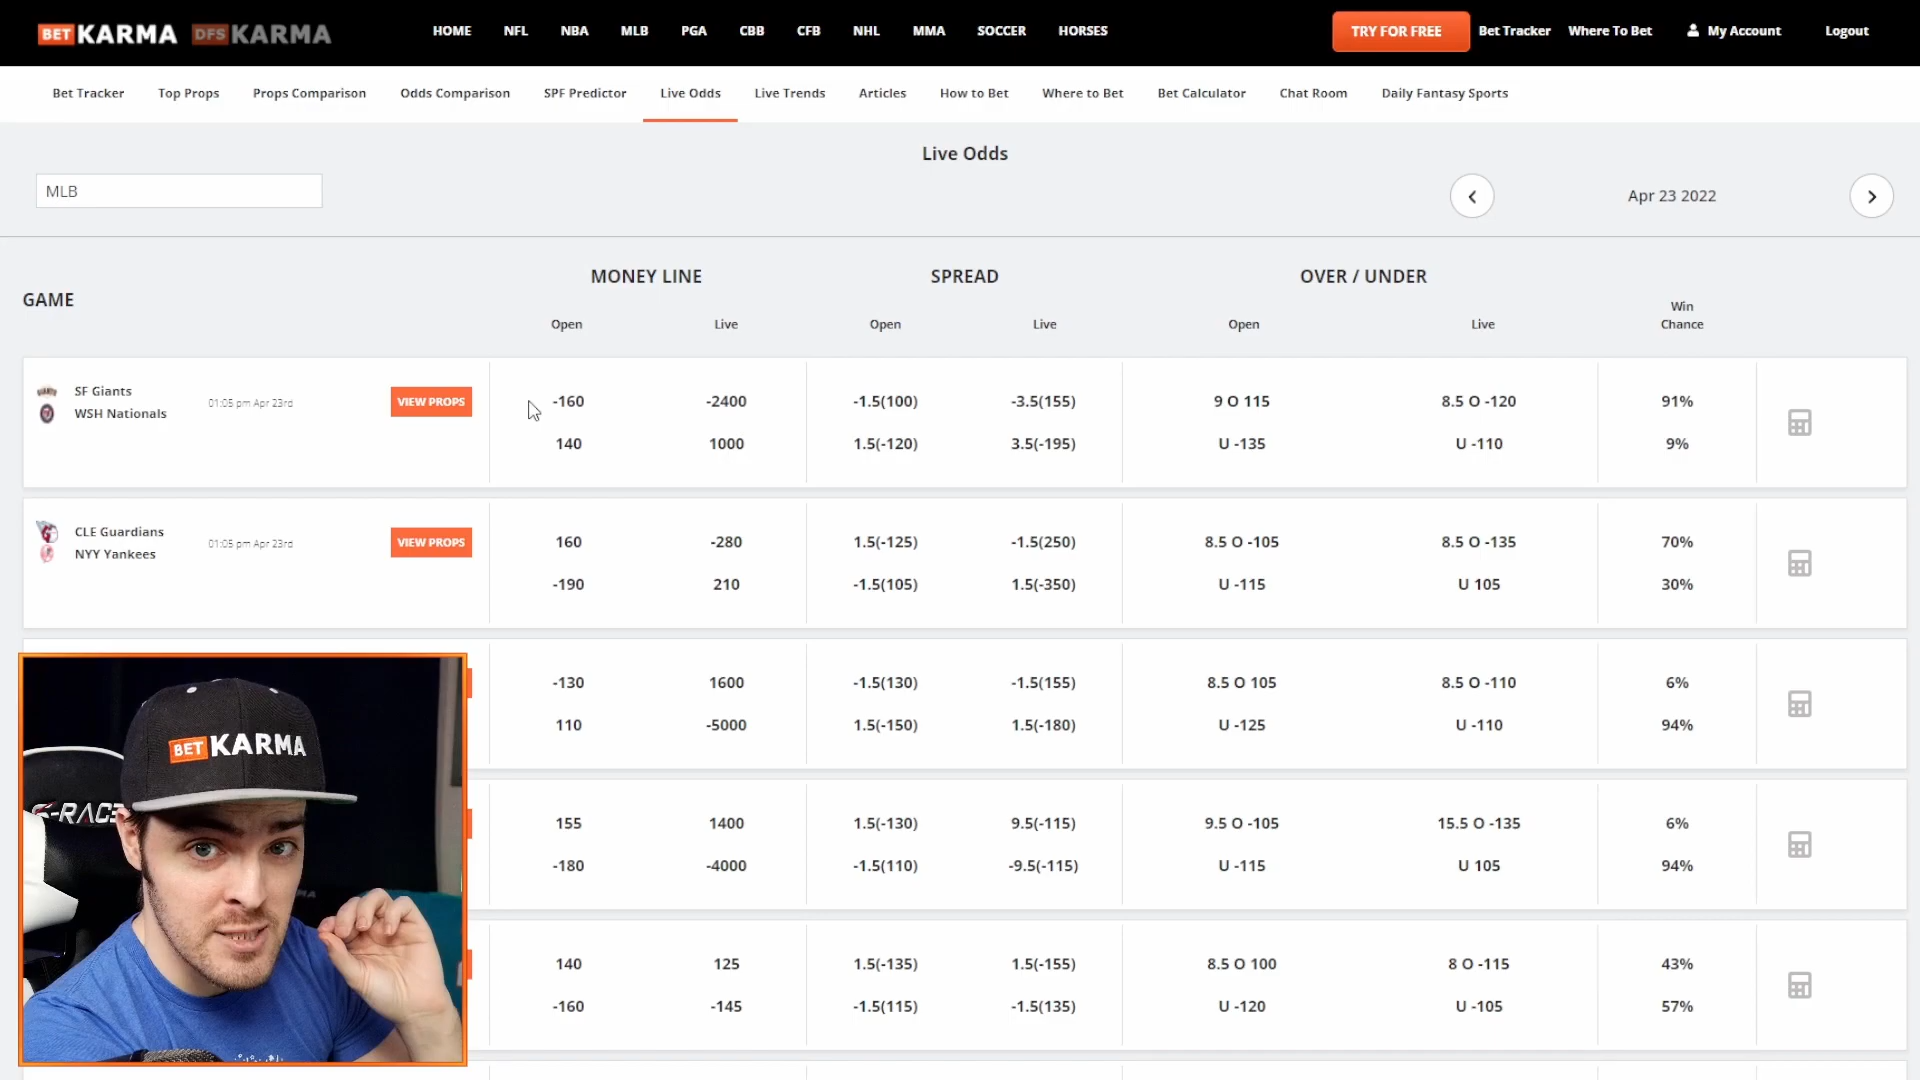 BET KARMA DFS KARMA HOME NFL NBA MLB PGA CBB CFB NHL MMA SOCCER HORSES TRY FOR FREE Bet Tracker Where To Bet My Account Logout
Bet Tracker Top Props Props Comparison Odds Comparison SPF Predictor Live Odds Live Trends Articles How to Bet Where to Bet Bet Calculator Chat Room Daily Fantasy Sports
Live Odds
MLB
Apr 23 2022
MONEY LINE SPREAD OVER / UNDER
GAME
Win
Open Live Open Live Open Live Chance
SF Giants 01:05 pm Apr 23rd VIEW PROPS -160 -2400 -1.5(100) -3.5(155) 9 O 115 8.5 O -120 91%
WSH Nationals 140 1000 1.5(-120) 3.5(-195) U -135 U -110 9%
CLE Guardians 01:05 pm Apr 23rd VIEW PROPS 160 -280 1.5(-125) -1.5(250) 8.5 O -105 8.5 O -135 70%
NYY Yankees -190 210 -1.5(105) 1.5(-350) U -115 U 105 30%
-130 1600 -1.5(130) -1.5(155) 8.5 O 105 8.5 O -110 6%
110 -5000 1.5(-150) 1.5(-180) U -125 U -110 94%
BET KARMA
155 1400 1.5(-130) 9.5(-115) 9.5 O -105 15.5 O -135 6%
-180 -4000 -1.5(110) -9.5(-115) U -115 U 105 94%
140 125 1.5(-135) 1.5(-155) 8.5 O 100 8 O -115 43%
-160 -145 -1.5(115) -1.5(135) U -120 U -105 57%